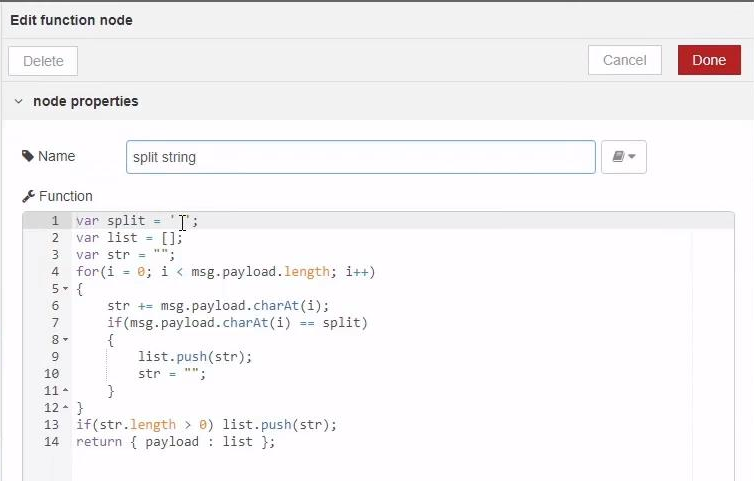 Edit function node
Delete Cancel Done
node properties
Name split string
Function
1 var split = ' ';
2 var list = [];
3 var str = "";
4 for(i = 0; i < msg.payload.length; i++)
5 {
6 str += msg.payload.charAt(i);
7 if(msg.payload.charAt(i) == split)
8 {
9 list.push(str);
10 str = "";
11 }
12 }
13 if(str.length > 0) list.push(str);
14 return { payload : list };